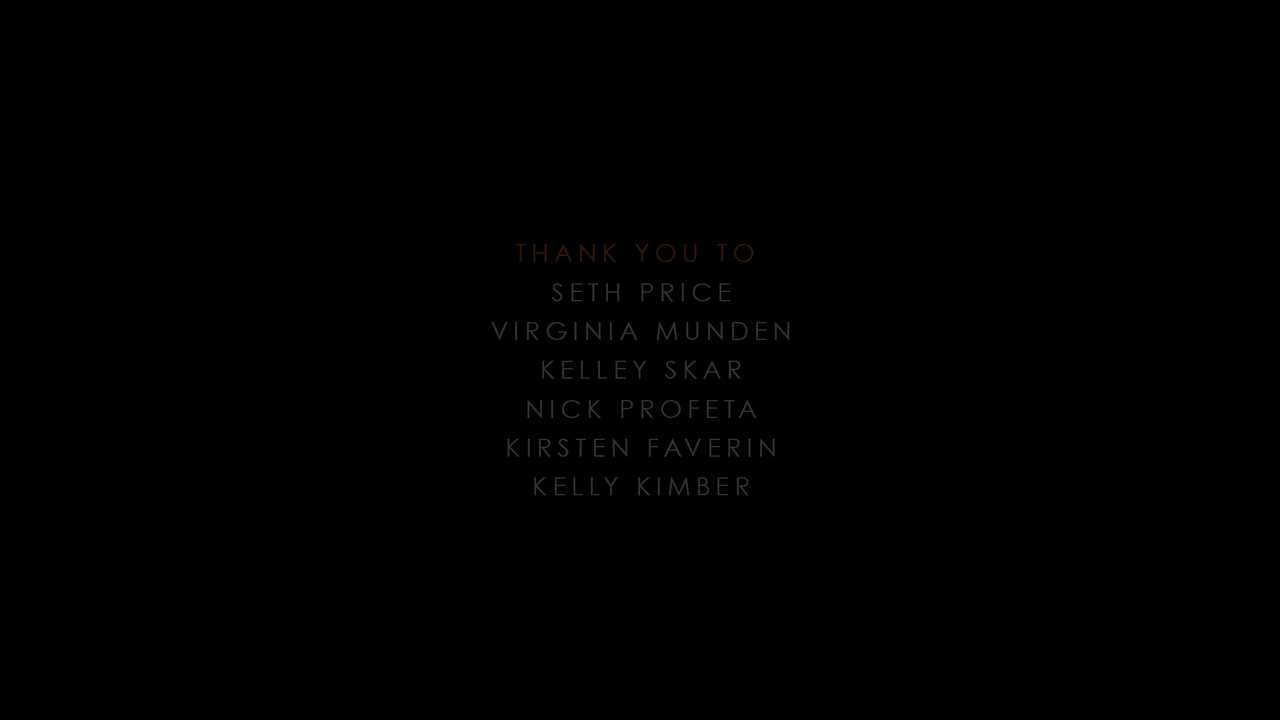 THANK YOU TO
SETH PRICE
VIRGINIA MUNDEN
KELLEY SKAR
NICK PROFETA
KIRSTEN FAVERIN
KELLY KIMBER